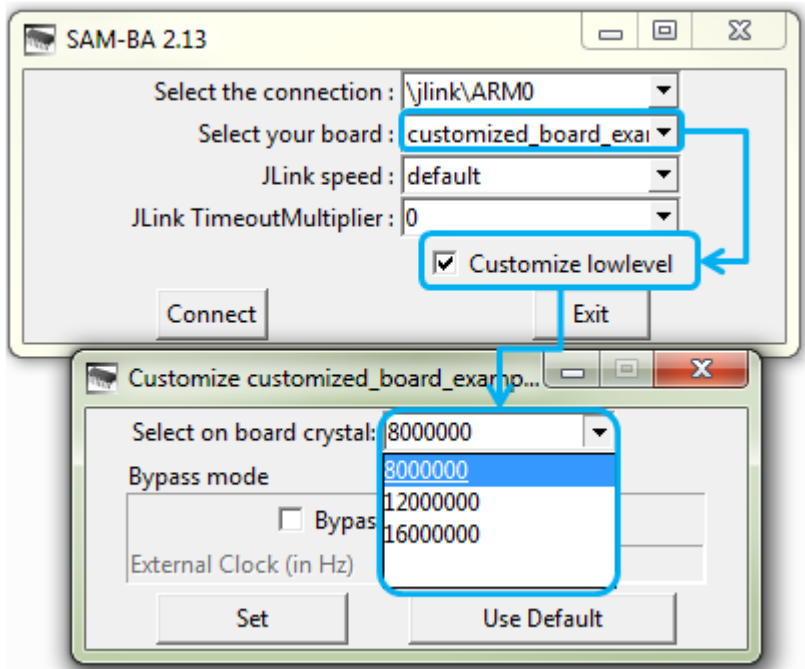 SAM-BA 2.13
Select the connection : \jlink\ARM0
Select your board : customized_board_exai
JLink speed : default
JLink TimeoutMultiplier : 0
Customize lowlevel
Connect Exit
Customize customized_board_examp...
Select on board crystal: 8000000
Bypass mode 8000000
12000000
Bypas 16000000
External Clock (in Hz)
Set Use Default